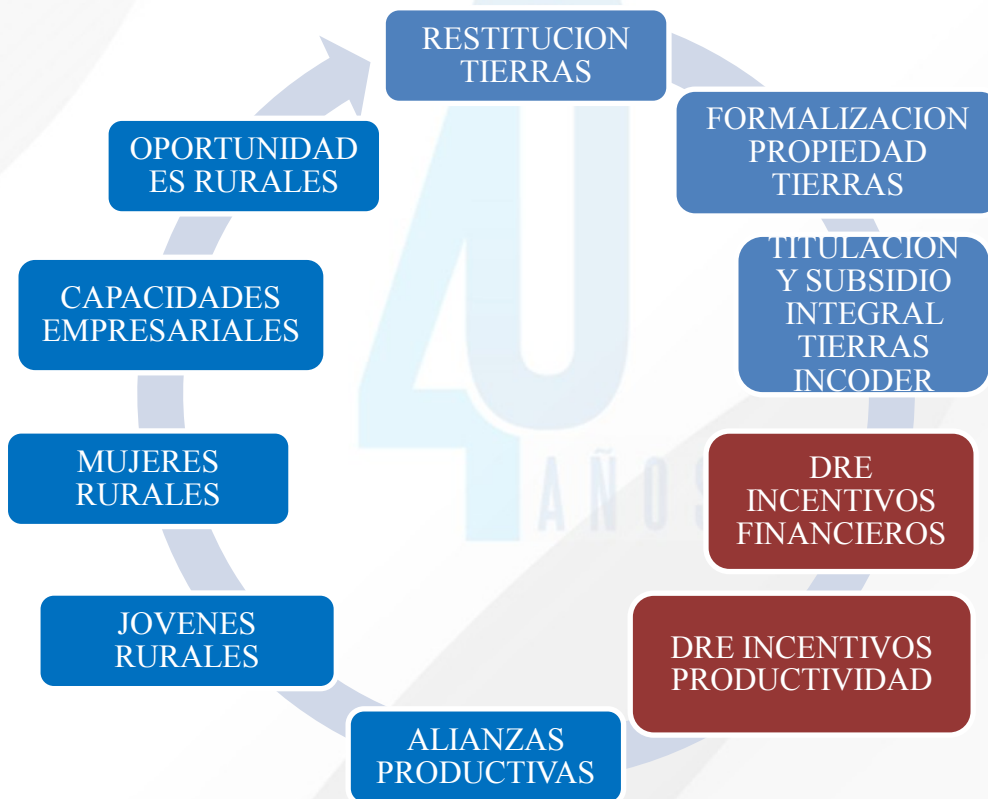 RESTITUCION
TIERRAS
FORMALIZACION
PROPIEDAD
TIERRAS
TITULACION
Y SUBSIDIO
INTEGRAL
TIERRAS
INCODER
DRE
INCENTIVOS
FINANCIEROS
DRE INCENTIVOS
PRODUCTIVIDAD
ALIANZAS
PRODUCTIVAS
JOVENES
RURALES
MUJERES
RURALES
CAPACIDADES
EMPRESARIALES
OPORTUNIDAD
ES RURALES
4U
AÑOS